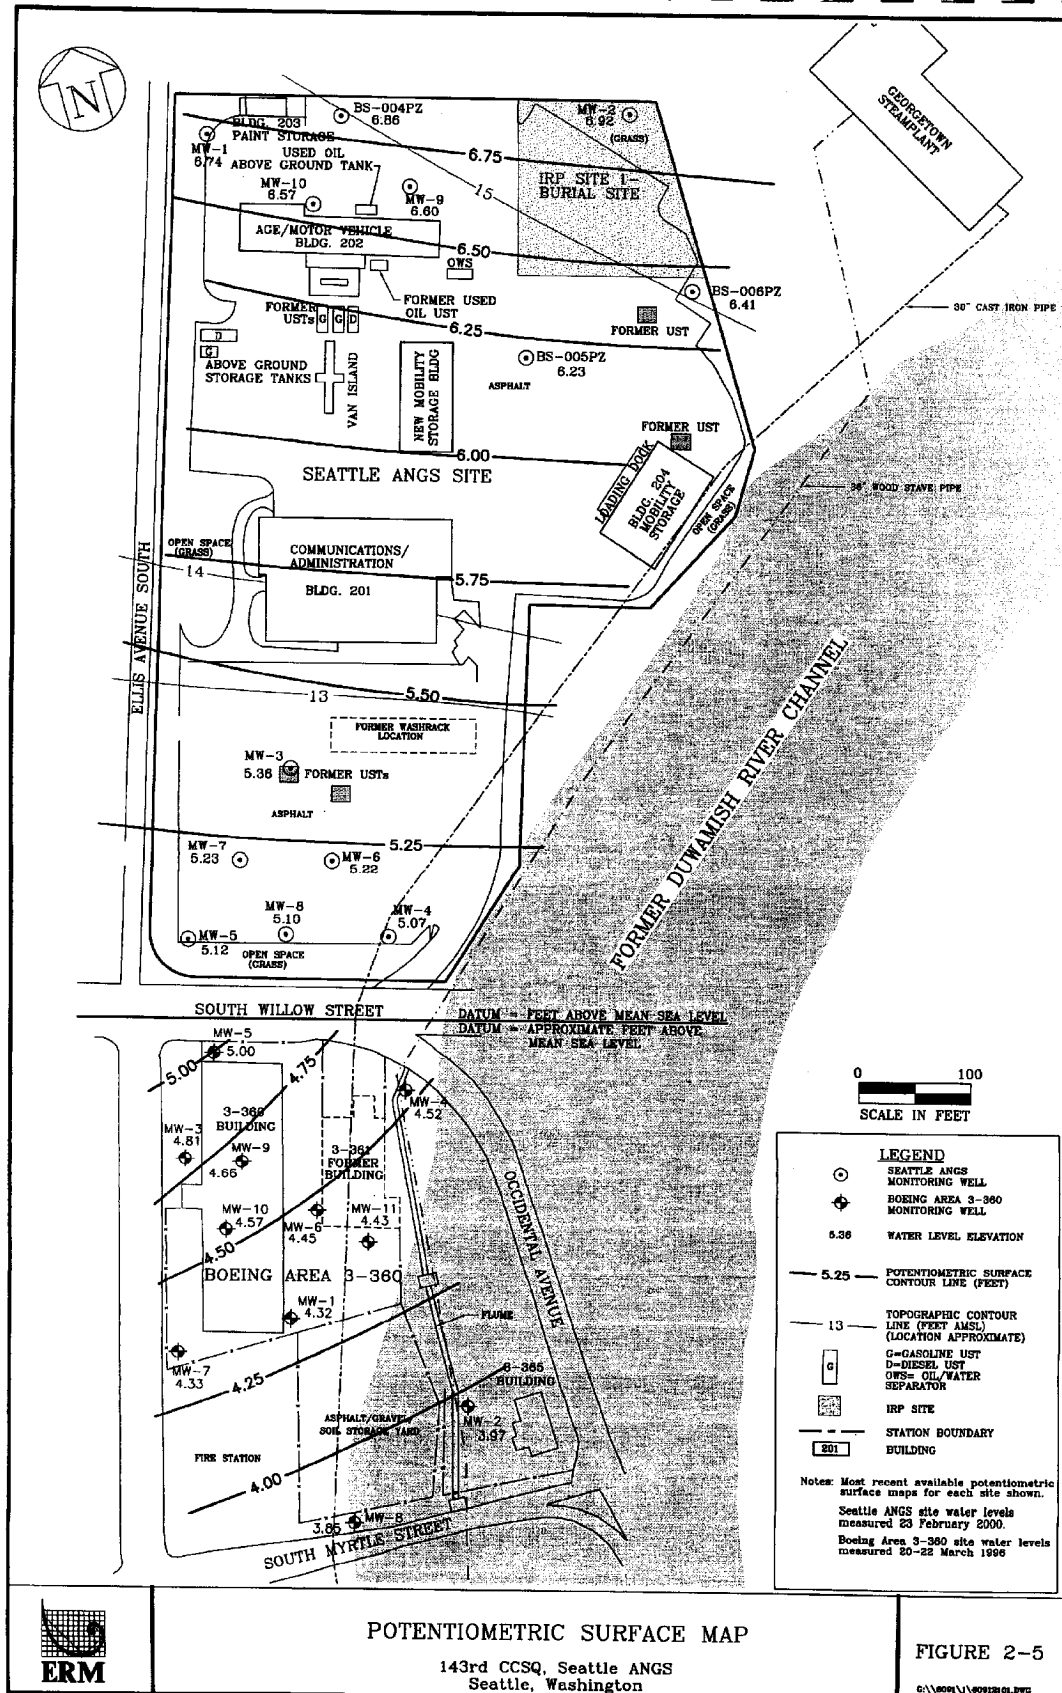 N
GEORGETOWN
STEAMPLANT
BS-004PZ
6.86
MW-2
6.92
(GRASS)
BLDG. 203
PAINT STORAGE
MW-1
6.74
USED OIL
ABOVE GROUND TANK
6.75
15
IRP SITE 1-
BURIAL SITE
MW-10
6.57
MW-9
6.60
AGE/MOTOR VEHICLE
BLDG. 202
6.50
OWS
BS-006PZ
6.41
FORMER USED
OIL UST
FORMER
USTs
G G D
6.25
FORMER UST
30" CAST IRON PIPE
D
G
ABOVE GROUND
STORAGE TANKS
VAN ISLAND
NEW MOBILITY
STORAGE BLDG
BS-005PZ
6.23
ASPHALT
FORMER UST
6.00
SEATTLE ANGS SITE
LOADING DOCK
BLDG. 204
MOBILITY
STORAGE
OPEN SPACE
(GRASS)
36" WOOD STAVE PIPE
OPEN SPACE
(GRASS)
14
COMMUNICATIONS/
ADMINISTRATION
BLDG. 201
5.75
ELLIS AVENUE SOUTH
13
5.50
FORMER WASHRACK
LOCATION
MW-3
5.36
FORMER USTs
ASPHALT
FORMER DUWAMISH RIVER CHANNEL
5.25
MW-7
5.23
MW-6
5.22
MW-8
5.10
MW-4
5.07
MW-5
5.12
OPEN SPACE
(GRASS)
SOUTH WILLOW STREET
DATUM = FEET ABOVE MEAN SEA LEVEL
DATUM = APPROXIMATE FEET ABOVE
MEAN SEA LEVEL
MW-5
5.00
5.00
4.75
MW-4
4.52
3-360
BUILDING
MW-3
4.81
MW-9
4.66
3-361
FORMER
BUILDING
MW-10
4.57
MW-6
4.45
MW-11
4.43
4.50
BOEING AREA 3-360
OCCIDENTAL AVENUE
MW-1
4.32
FLUME
MW-7
4.33
4.25
3-365
BUILDING
MW-2
3.97
ASPHALT/GRAVEL
SOIL STORAGE YARD
FIRE STATION
4.00
MW-8
3.85
SOUTH MYRTLE STREET
0 100
SCALE IN FEET
LEGEND
SEATTLE ANGS
MONITORING WELL
BOEING AREA 3-360
MONITORING WELL
5.36 WATER LEVEL ELEVATION
5.25 POTENTIOMETRIC SURFACE
CONTOUR LINE (FEET)
13 TOPOGRAPHIC CONTOUR
LINE (FEET AMSL)
(LOCATION APPROXIMATE)
G G=GASOLINE UST
D=DIESEL UST
OWS= OIL/WATER
SEPARATOR
IRP SITE
STATION BOUNDARY
201 BUILDING
Notes: Most recent available potentiometric
surface maps for each site shown.
Seattle ANGS site water levels
measured 23 February 2000.
Boeing Area 3-360 site water levels
measured 20-22 March 1996
ERM
POTENTIOMETRIC SURFACE MAP
143rd CCSQ, Seattle ANGS
Seattle, Washington
FIGURE 2-5